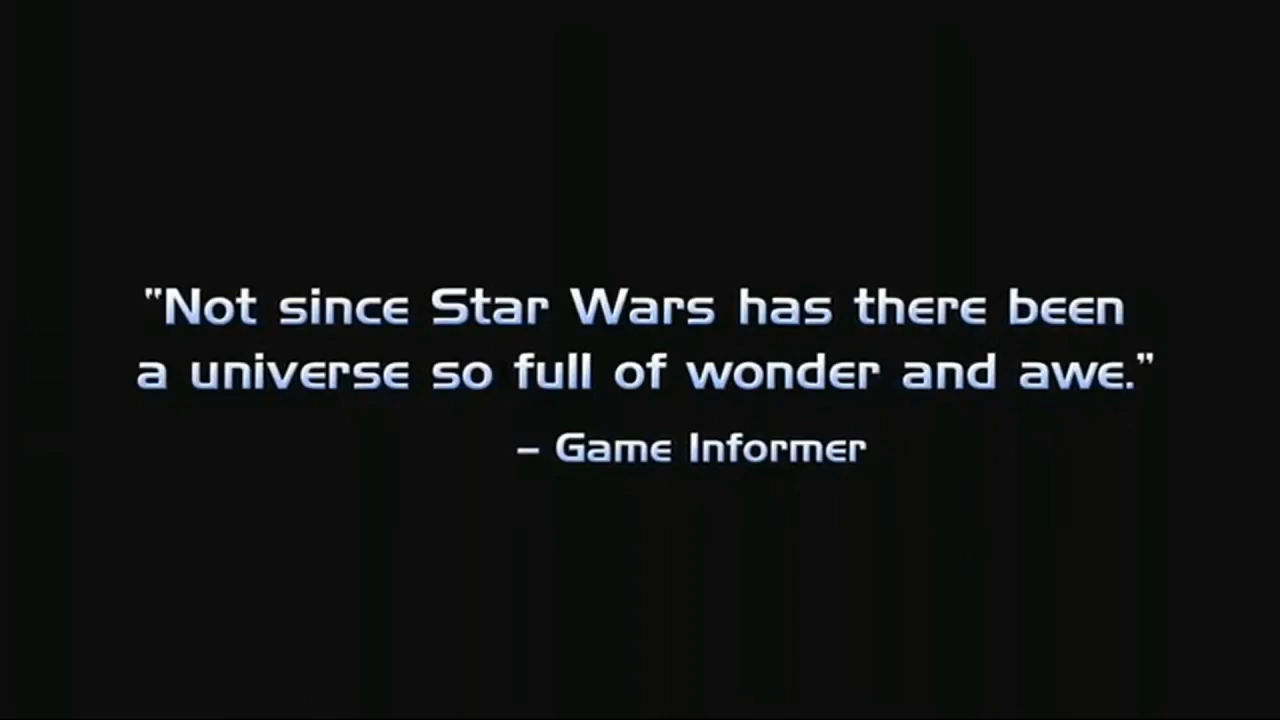 "Not since Star Wars has there been
a universe so full of wonder and awe."
– Game Informer